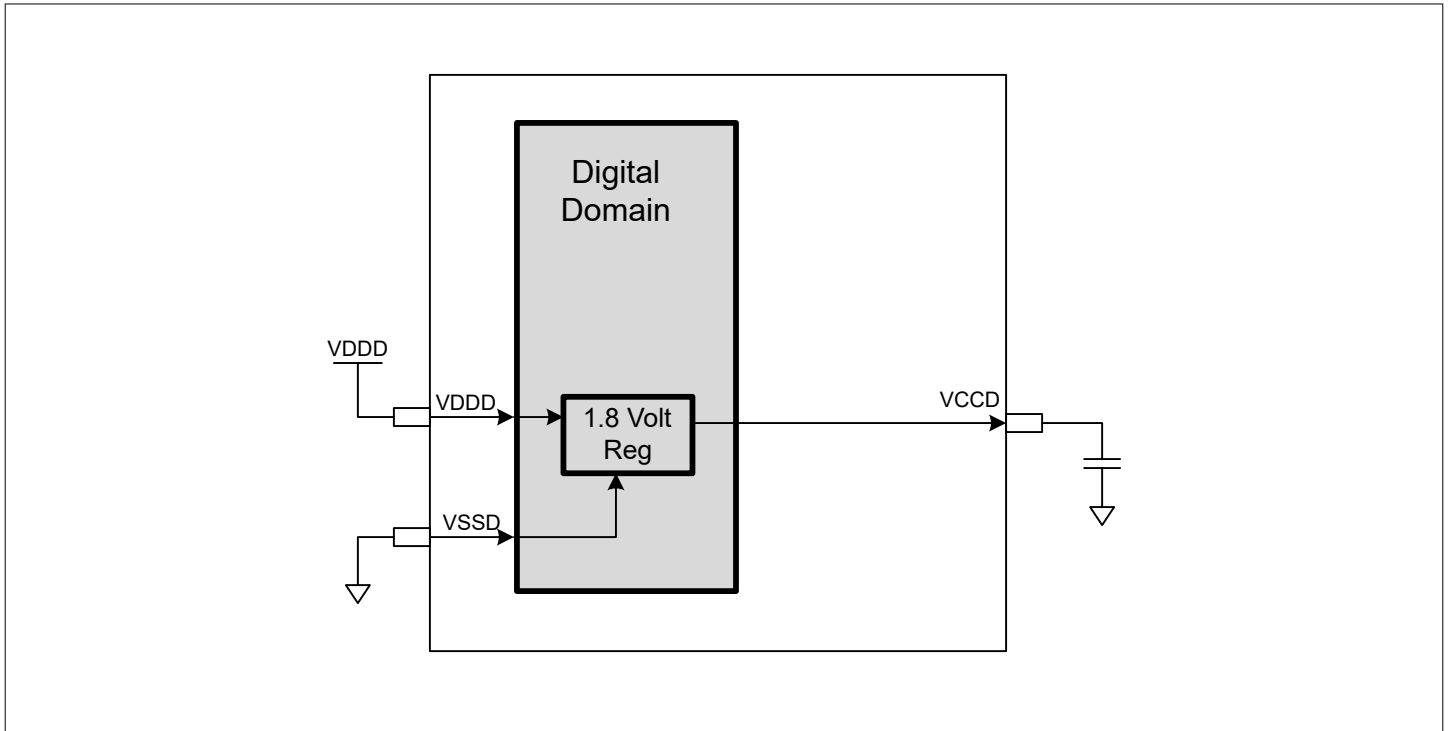 Digital
Domain
VDDD
VDDD
1.8 Volt
Reg
VCCD
VSSD